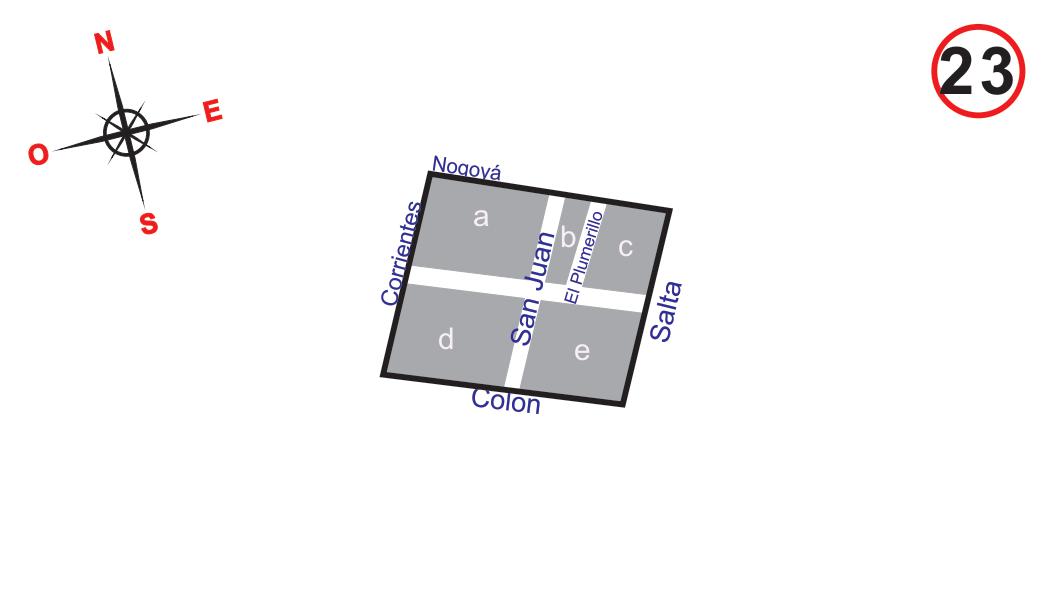 N
E
O
S
23
Nogoyá
Corrientes
a
b
c
San Juan
El Plumerillo
Salta
d
e
Colon